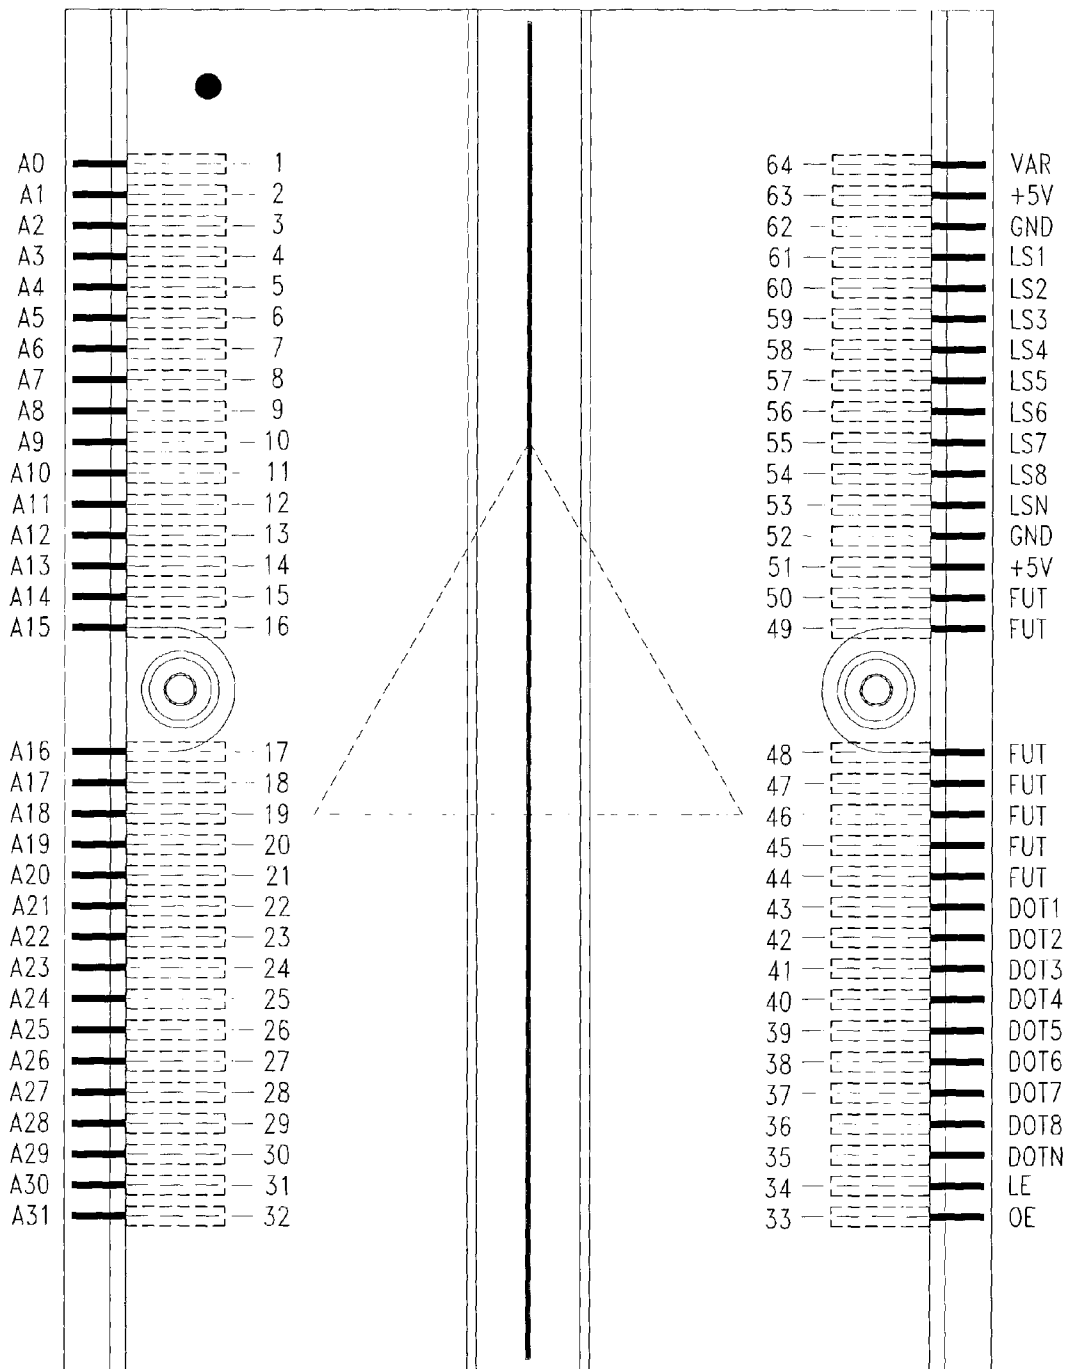 A0 1 64 VAR
A1 2 63 +5V
A2 3 62 GND
A3 4 61 LS1
A4 5 60 LS2
A5 6 59 LS3
A6 7 58 LS4
A7 8 57 LS5
A8 9 56 LS6
A9 10 55 LS7
A10 11 54 LS8
A11 12 53 LSN
A12 13 52 GND
A13 14 51 +5V
A14 15 50 FUT
A15 16 49 FUT
A16 17 48 FUT
A17 18 47 FUT
A18 19 46 FUT
A19 20 45 FUT
A20 21 44 FUT
A21 22 43 DOT1
A22 23 42 DOT2
A23 24 41 DOT3
A24 25 40 DOT4
A25 26 39 DOT5
A26 27 38 DOT6
A27 28 37 DOT7
A28 29 36 DOT8
A29 30 35 DOTN
A30 31 34 LE
A31 32 33 OE